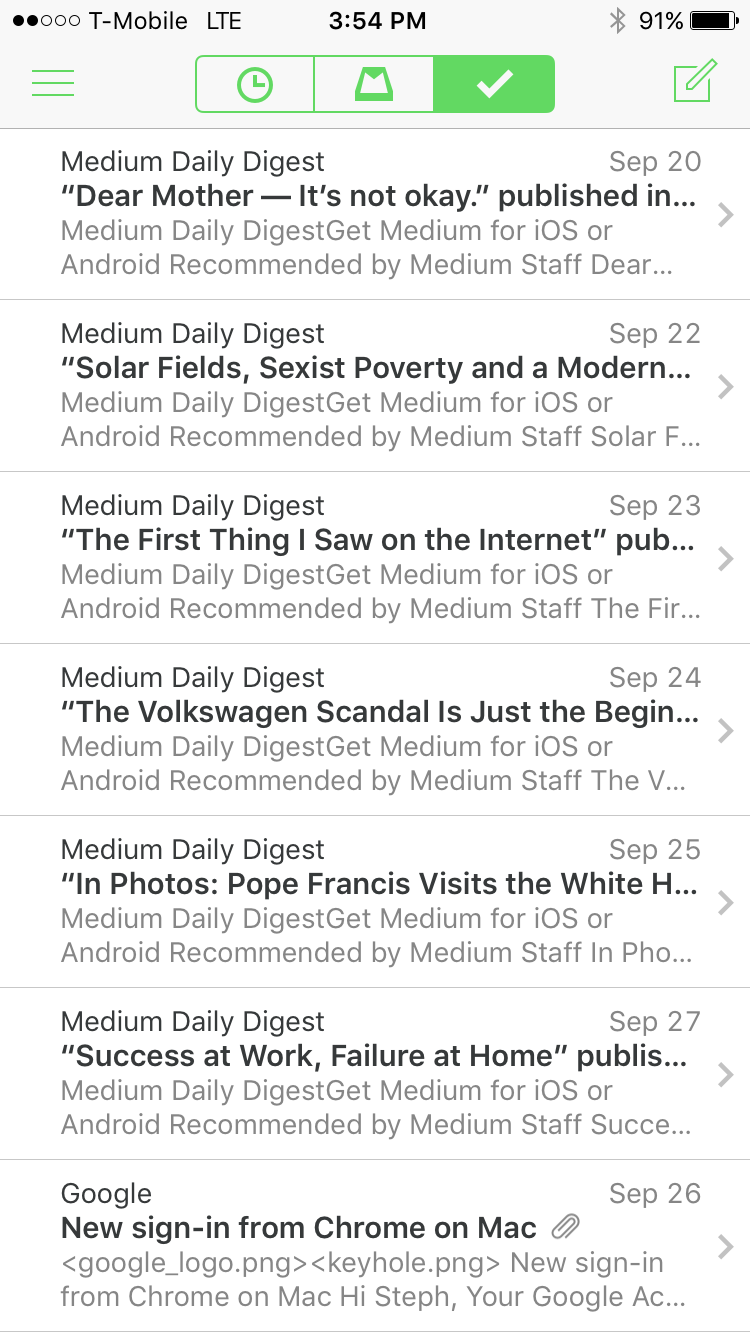 T-Mobile LTE 3:54 PM 91%
Medium Daily Digest Sep 20
“Dear Mother — It’s not okay.” published in...
Medium Daily DigestGet Medium for iOS or
Android Recommended by Medium Staff Dear...
Medium Daily Digest Sep 22
“Solar Fields, Sexist Poverty and a Modern...
Medium Daily DigestGet Medium for iOS or
Android Recommended by Medium Staff Solar F...
Medium Daily Digest Sep 23
“The First Thing I Saw on the Internet” pub...
Medium Daily DigestGet Medium for iOS or
Android Recommended by Medium Staff The Fir...
Medium Daily Digest Sep 24
“The Volkswagen Scandal Is Just the Begin...
Medium Daily DigestGet Medium for iOS or
Android Recommended by Medium Staff The V...
Medium Daily Digest Sep 25
“In Photos: Pope Francis Visits the White H...
Medium Daily DigestGet Medium for iOS or
Android Recommended by Medium Staff In Pho...
Medium Daily Digest Sep 27
“Success at Work, Failure at Home” publis...
Medium Daily DigestGet Medium for iOS or
Android Recommended by Medium Staff Succe...
Google Sep 26
New sign-in from Chrome on Mac
<google_logo.png><keyhole.png> New sign-in
from Chrome on Mac Hi Steph, Your Google Ac...